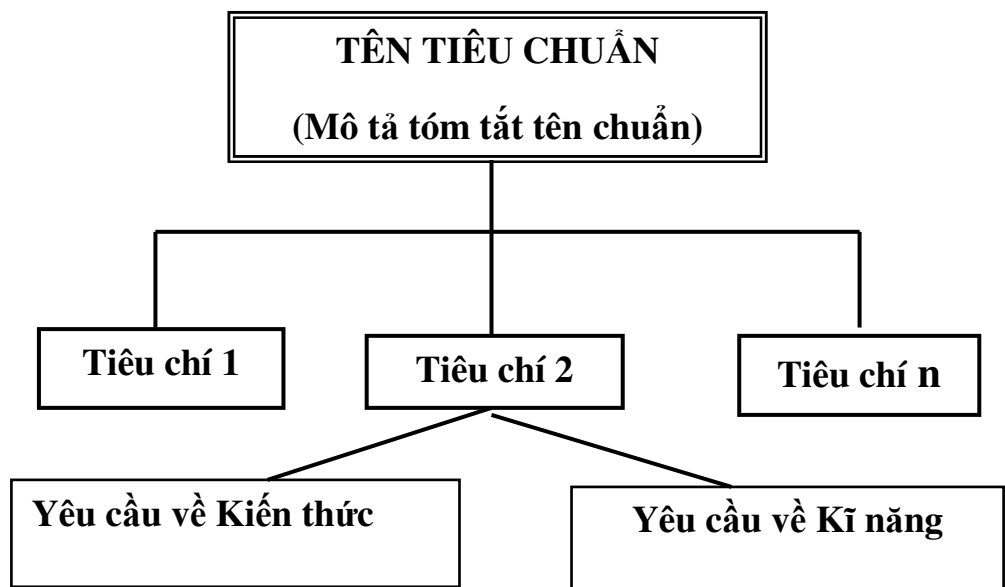 TÊN TIÊU CHUẨN
(Mô tả tóm tắt tên chuẩn)
Tiêu chí 1
Tiêu chí 2
Tiêu chí n
Yêu cầu về Kiến thức
Yêu cầu về Kĩ năng